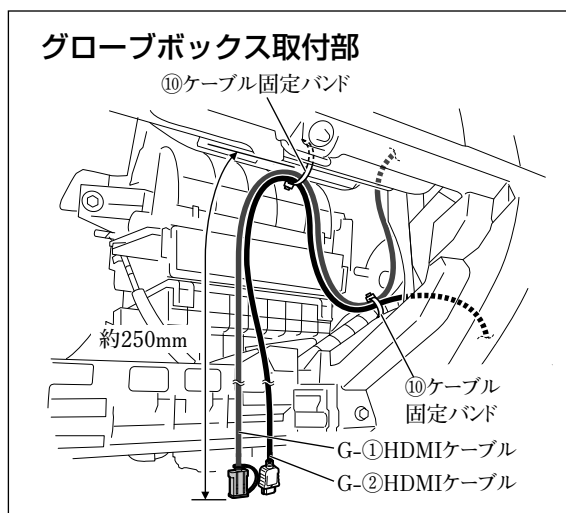 グローブボックス取付部
⑩ケーブル固定バンド
約250mm
⑩ケーブル
固定バンド
G-①HDMIケーブル
G-②HDMIケーブル